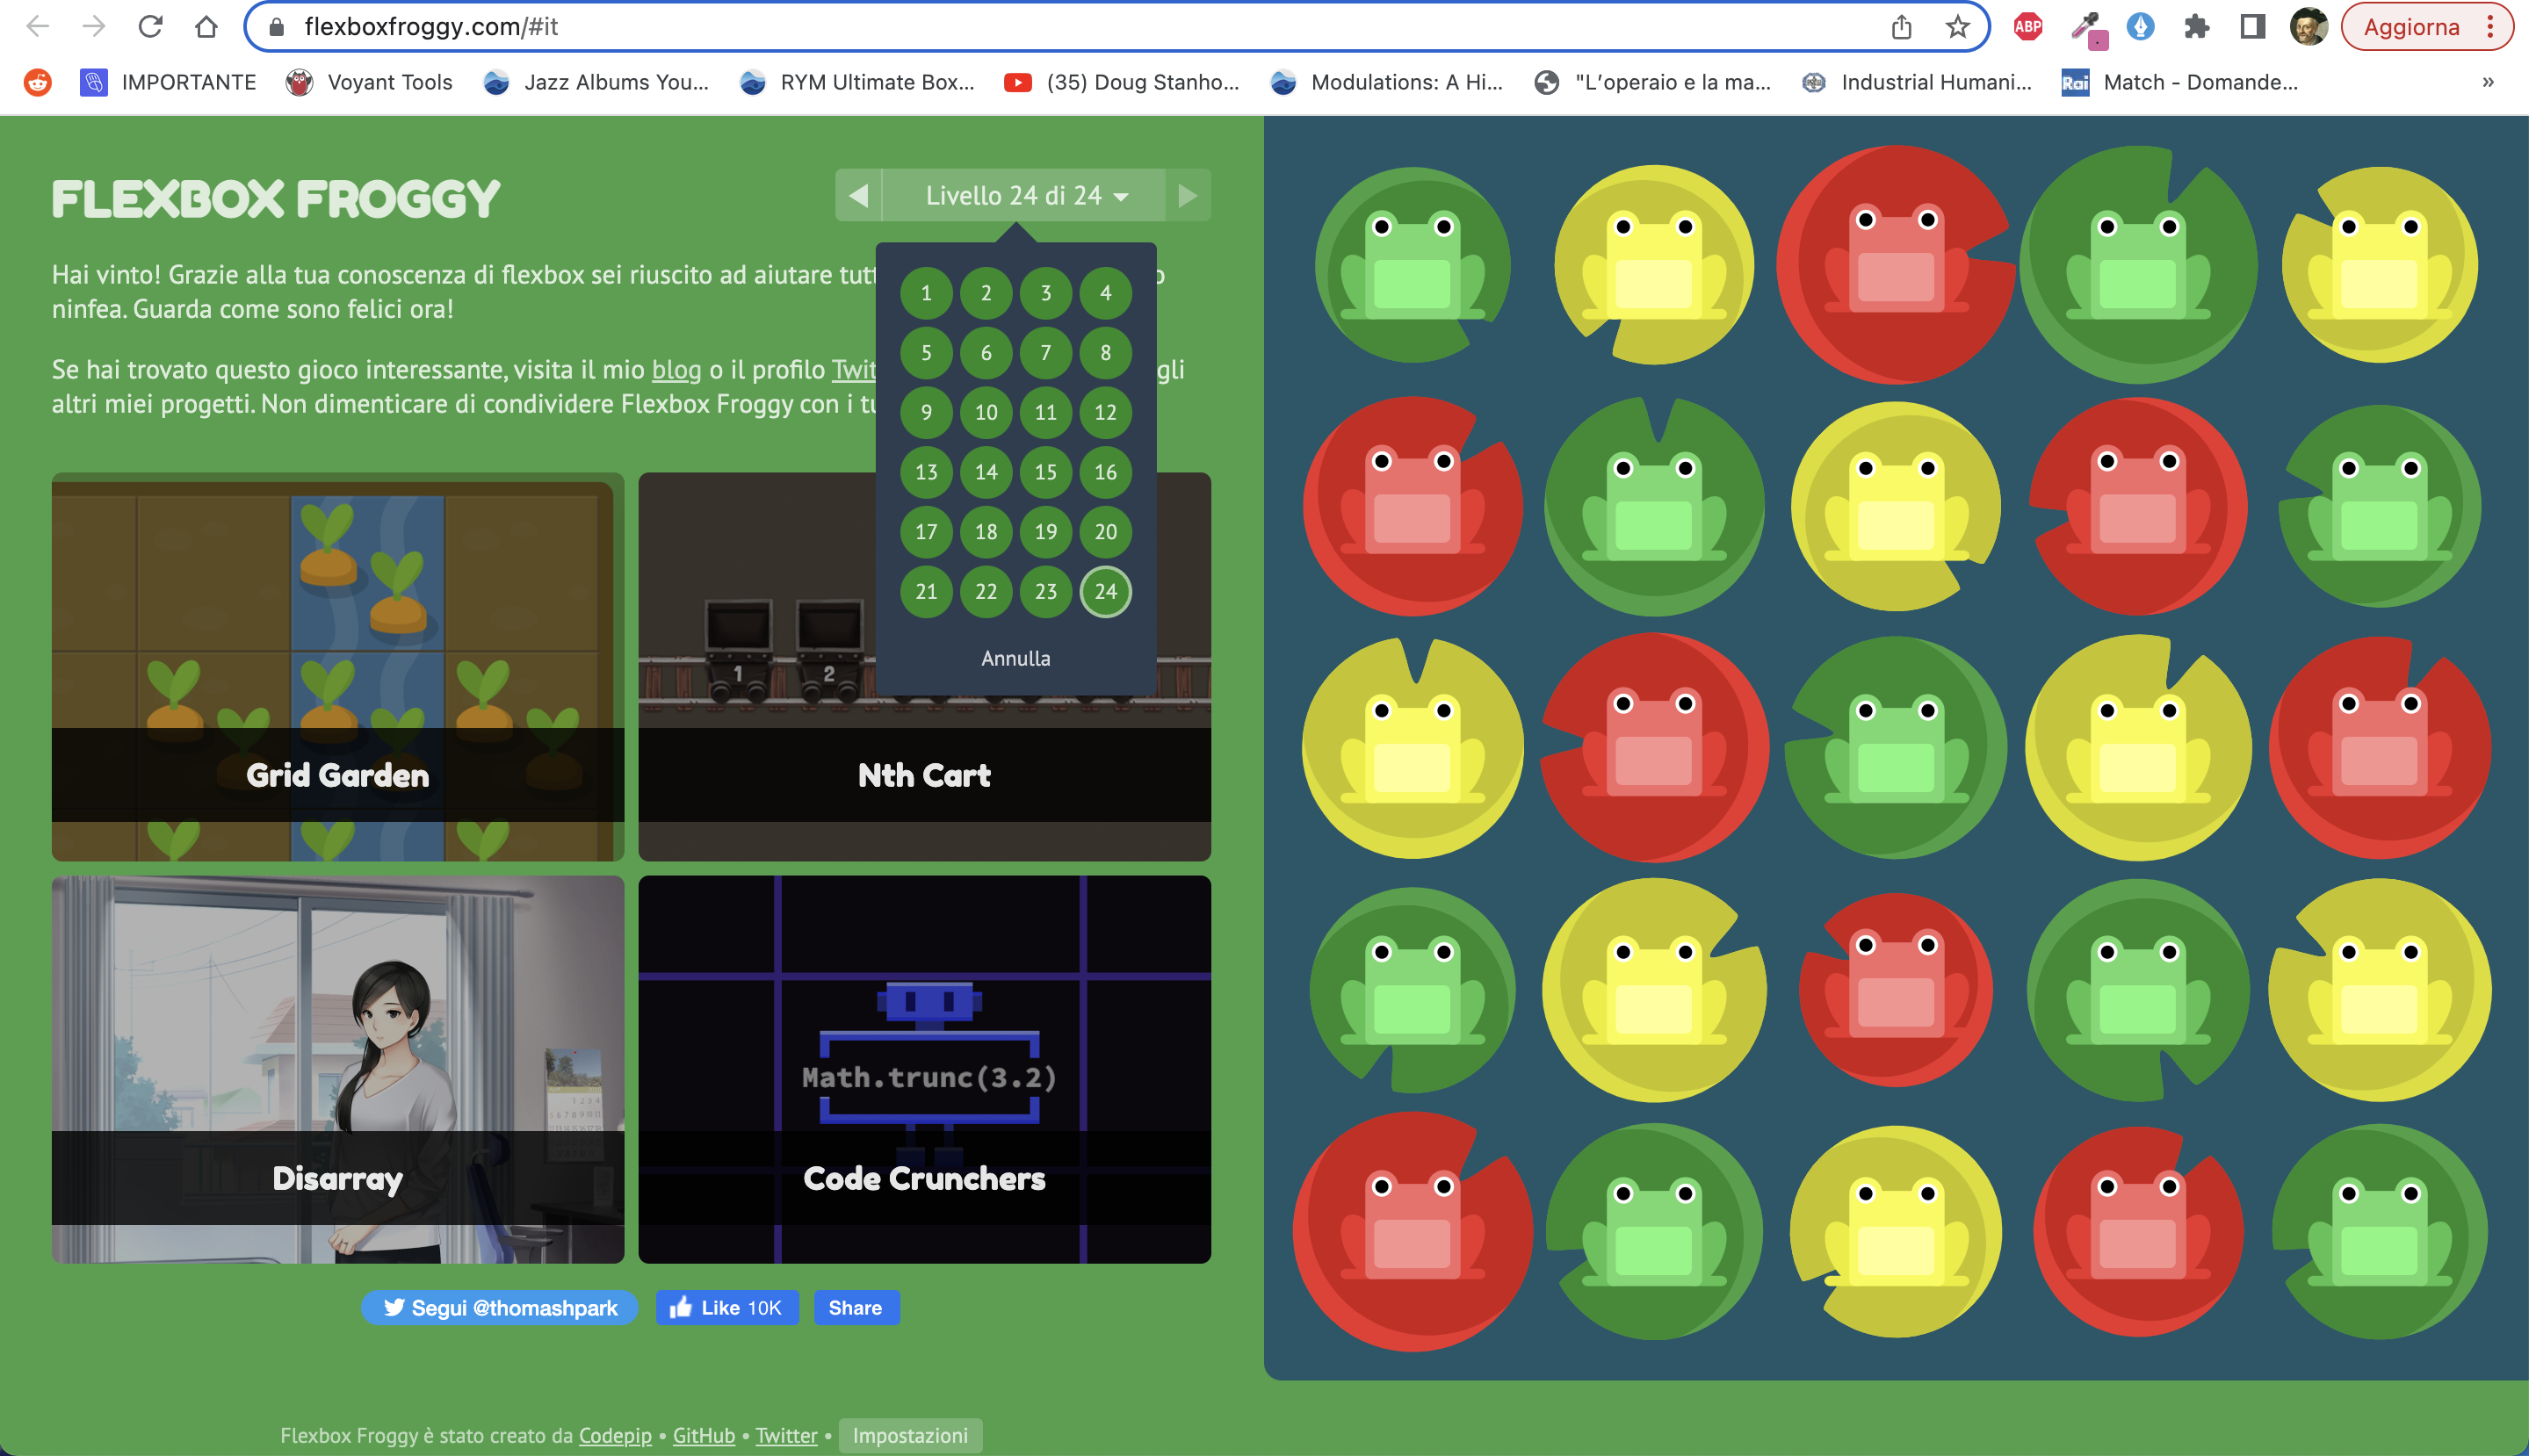 flexboxfroggy.com/#it
ABP
Aggiorna
IMPORTANTE
Voyant Tools
Jazz Albums You...
RYM Ultimate Box...
(35) Doug Stanho...
Modulations: A Hi...
"L'operaio e la ma...
Industrial Humani...
Rai
Match - Domande...
»
FLEXBOX FROGGY
Livello 24 di 24
Hai vinto! Grazie alla tua conoscenza di flexbox sei riuscito ad aiutare tutt
o
ninfea. Guarda come sono felici ora!
Se hai trovato questo gioco interessante, visita il mio blog o il profilo Twit
gli
altri miei progetti. Non dimenticare di condividere Flexbox Froggy con i tu
1 2 3 4
5 6 7 8
9 10 11 12
13 14 15 16
17 18 19 20
21 22 23 24
Annulla
1 2
Grid Garden
Nth Cart
Math.trunc(3.2)
Disarray
Code Crunchers
Segui @thomashpark
Like 10K
Share
Flexbox Froggy è stato creato da Codepip • GitHub • Twitter • Impostazioni